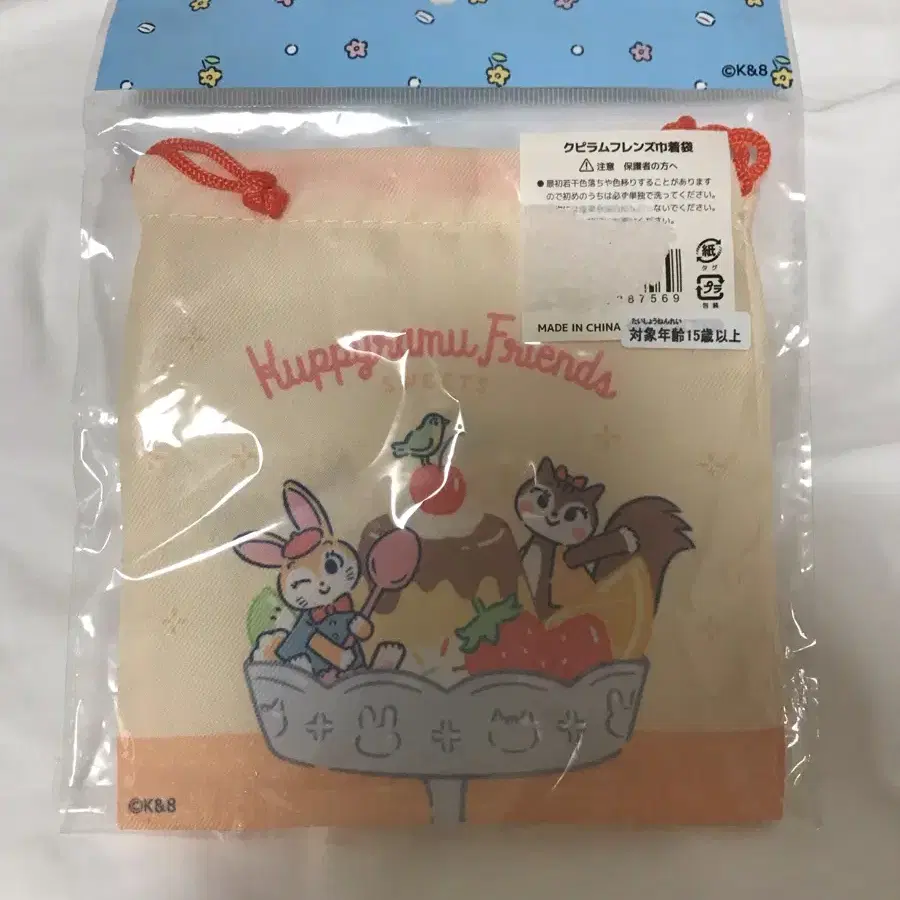 ©K&8
クピラムフレンズ巾着袋
注意 保護者の方へ
●最初若干色落ちや色移りすることがあります
ので初めのうちは必ず単独で洗ってください。
ないでください。
ください。
87569
紙
タグ
プラ
包装
MADE IN CHINA
たいしょうねんれい
対象年齢15歳以上
Kuppyramu Friends
SWEETS
©K&8